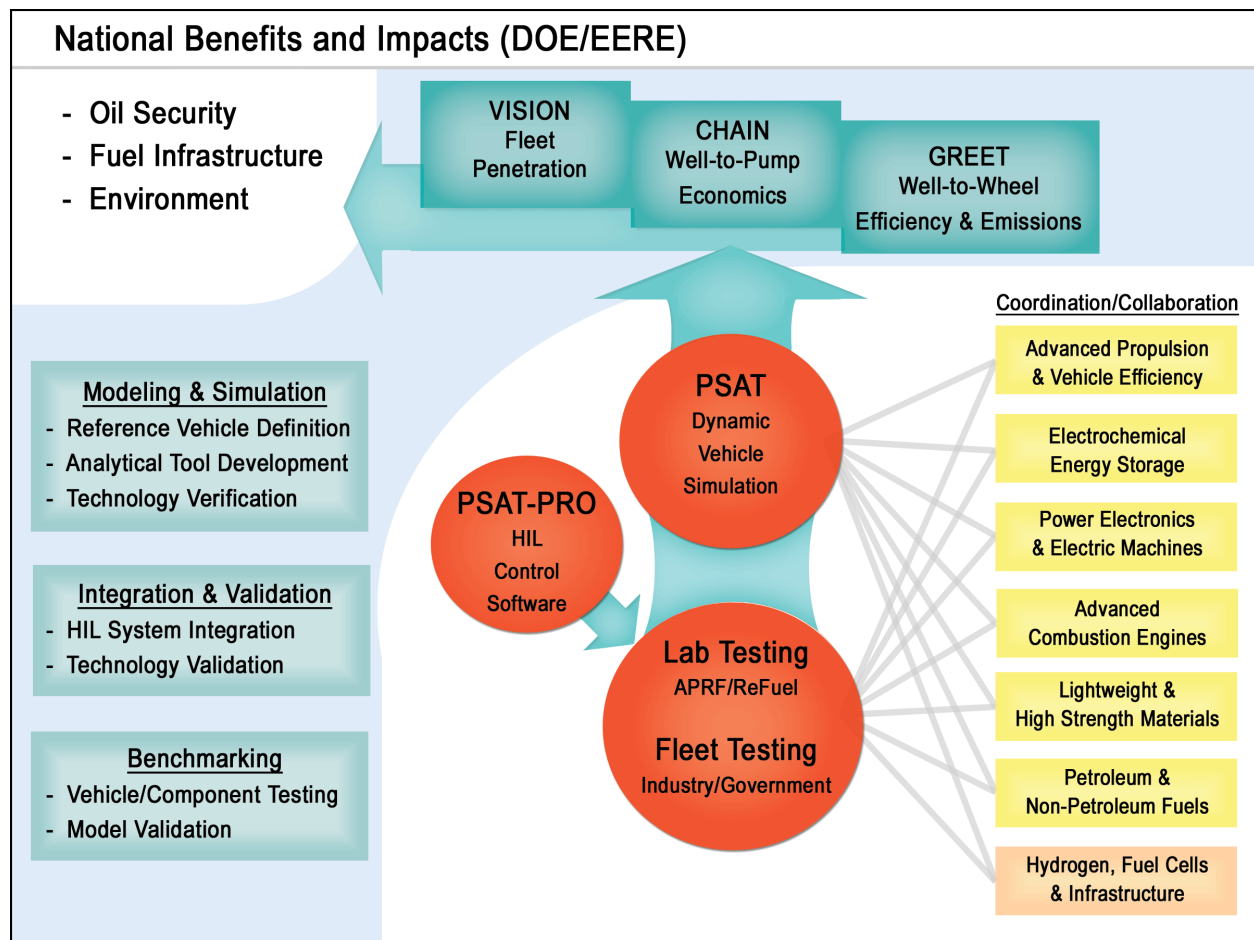 National Benefits and Impacts (DOE/EERE)
- Oil Security
- Fuel Infrastructure
- Environment
VISION
Fleet
Penetration
CHAIN
Well-to-Pump
Economics
GREET
Well-to-Wheel
Efficiency & Emissions
Modeling & Simulation
- Reference Vehicle Definition
- Analytical Tool Development
- Technology Verification
Integration & Validation
- HIL System Integration
- Technology Validation
Benchmarking
- Vehicle/Component Testing
- Model Validation
PSAT
Dynamic
Vehicle
Simulation
PSAT-PRO
HIL
Control
Software
Lab Testing
APRF/ReFuel
Fleet Testing
Industry/Government
Coordination/Collaboration
Advanced Propulsion
& Vehicle Efficiency
Electrochemical
Energy Storage
Power Electronics
& Electric Machines
Advanced
Combustion Engines
Lightweight &
High Strength Materials
Petroleum &
Non-Petroleum Fuels
Hydrogen, Fuel Cells
& Infrastructure